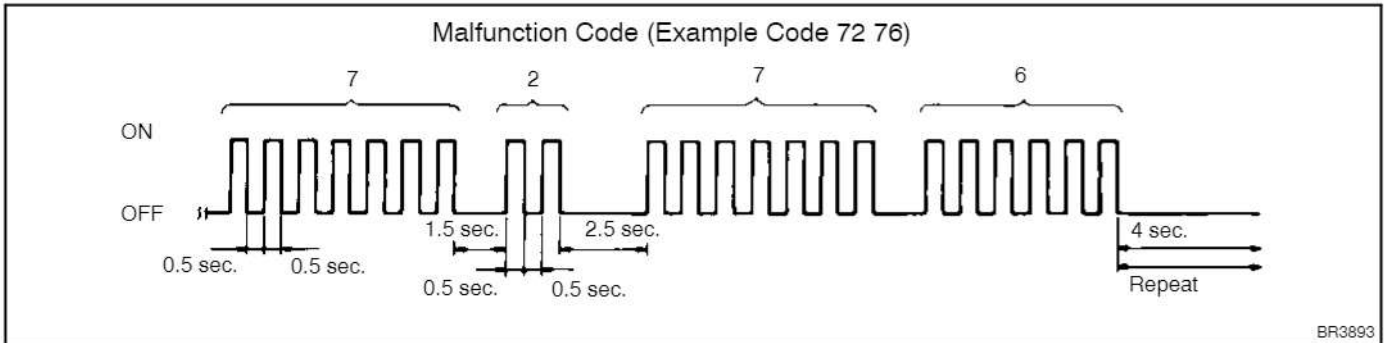 Malfunction Code (Example Code 72 76)
7 2 7 6
ON
OFF
1.5 sec. 2.5 sec. 4 sec.
0.5 sec. 0.5 sec.
0.5 sec. 0.5 sec.
Repeat
BR3893